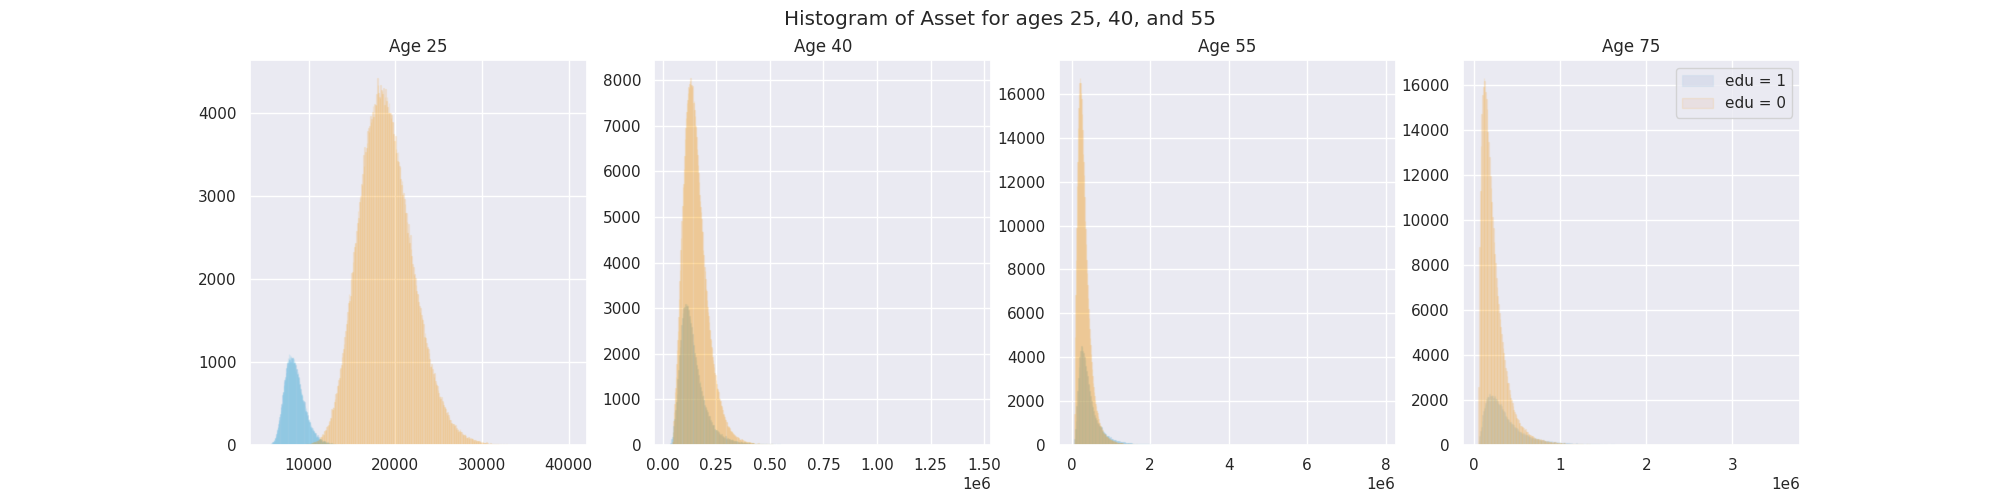 Histogram of Asset for ages 25, 40, and 55
Age 25
4000
3000
2000
1000
0
10000 20000 30000 40000
Age 40
8000
7000
6000
5000
4000
3000
2000
1000
0
0.00 0.25 0.50 0.75 1.00 1.25 1.50
1e6
Age 55
16000
14000
12000
10000
8000
6000
4000
2000
0
0 2 4 6 8
1e6
Age 75
edu = 1
edu = 0
16000
14000
12000
10000
8000
6000
4000
2000
0
0 1 2 3
1e6